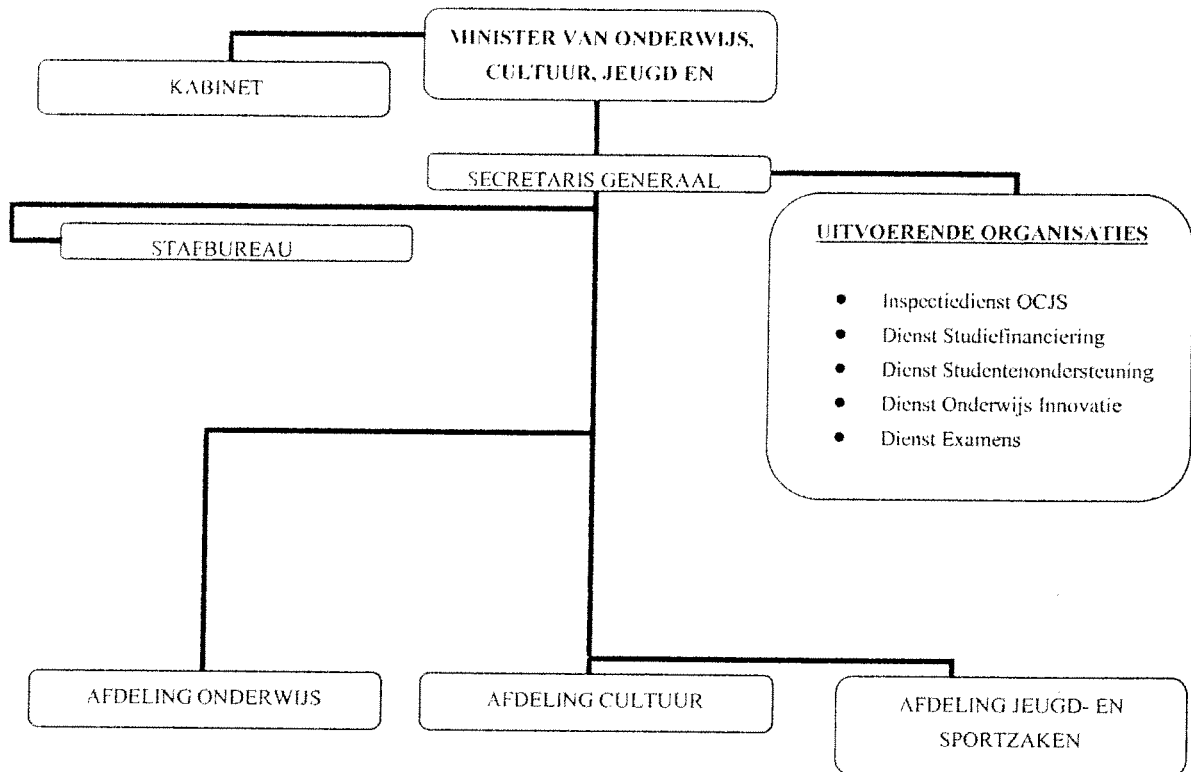 MINISTER VAN ONDERWIJS,
CULTUUR, JEUGD EN
KABINET
SECRETARIS GENERAAL
STAFBUREAU
UITVOERENDE ORGANISATIES
• Inspectiedienst OCJS
• Dienst Studiefinanciering
• Dienst Studentenondersteuning
• Dienst Onderwijs Innovatie
• Dienst Examens
AFDELING ONDERWIJS
AFDELING CULTUUR
AFDELING JEUGD- EN
SPORTZAKEN